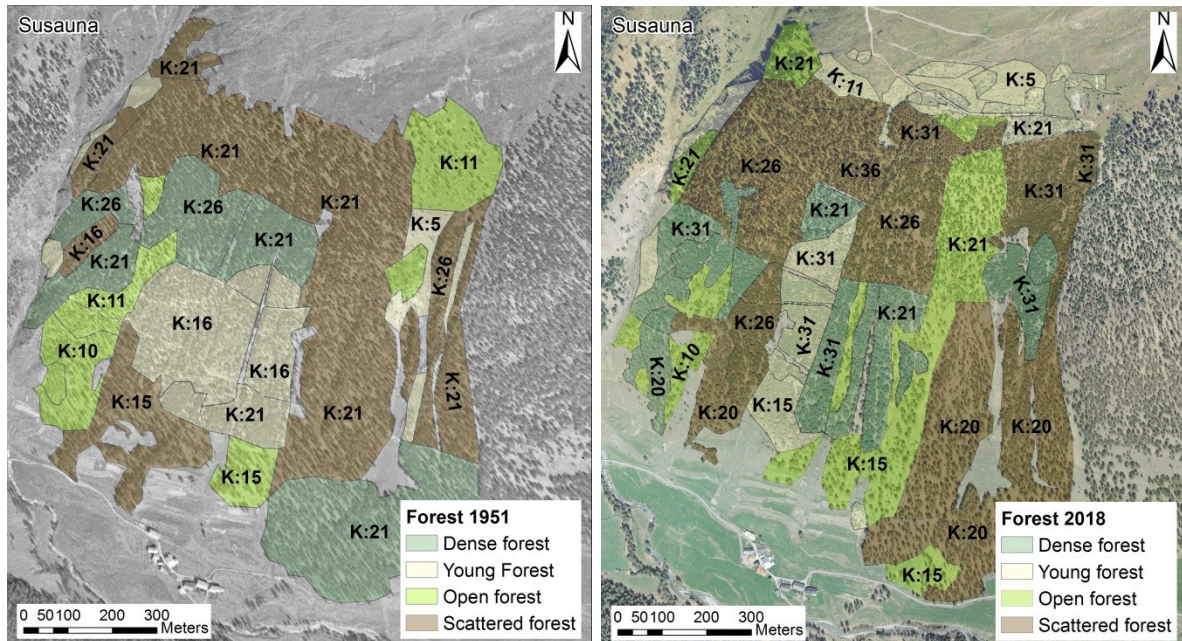 Susauna
N
K:21
K:21
K:21
K:11
K:21
K:26
K:26
K:5
K:16
K:21
K:21
K:26
K:11
K:16
K:10
K:16
K:15
K:21
K:21
K:21
K:15
K:21
Forest 1951
Dense forest
Young Forest
Open forest
Scattered forest
0 50 100 200 300
Meters
Susauna
N
K:21
K:11
K:5
K:31
K:21
K:21
K:26
K:36
K:31
K:31
K:21
K:26
K:31
K:31
K:21
K:26
K:31
K:31
K:21
K:31
K:10
K:20
K:20
K:15
K:20
K:20
K:15
K:20
K:15
Forest 2018
Dense forest
Young forest
Open forest
Scattered forest
0 50 100 200 300
Meters